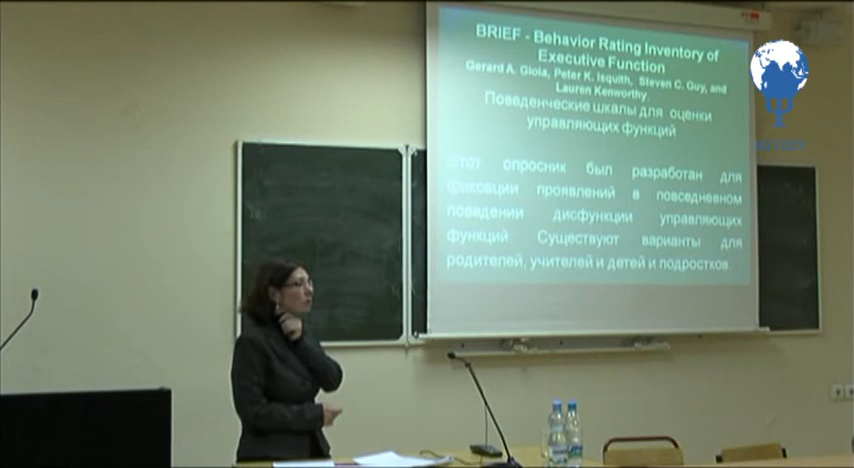 BRIEF - Behavior Rating Inventory of
Executive Function
Gerard A. Gioia, Peter K. Isquith, Steven C. Guy, and
Lauren Kenworthy
Поведенческие шкалы для оценки
управляющих функций
Этот опросник был разработан для
фиксации проявлений в повседневном
поведении дисфункции управляющих
функций Существуют варианты для
родителей, учителей и детей и подростков